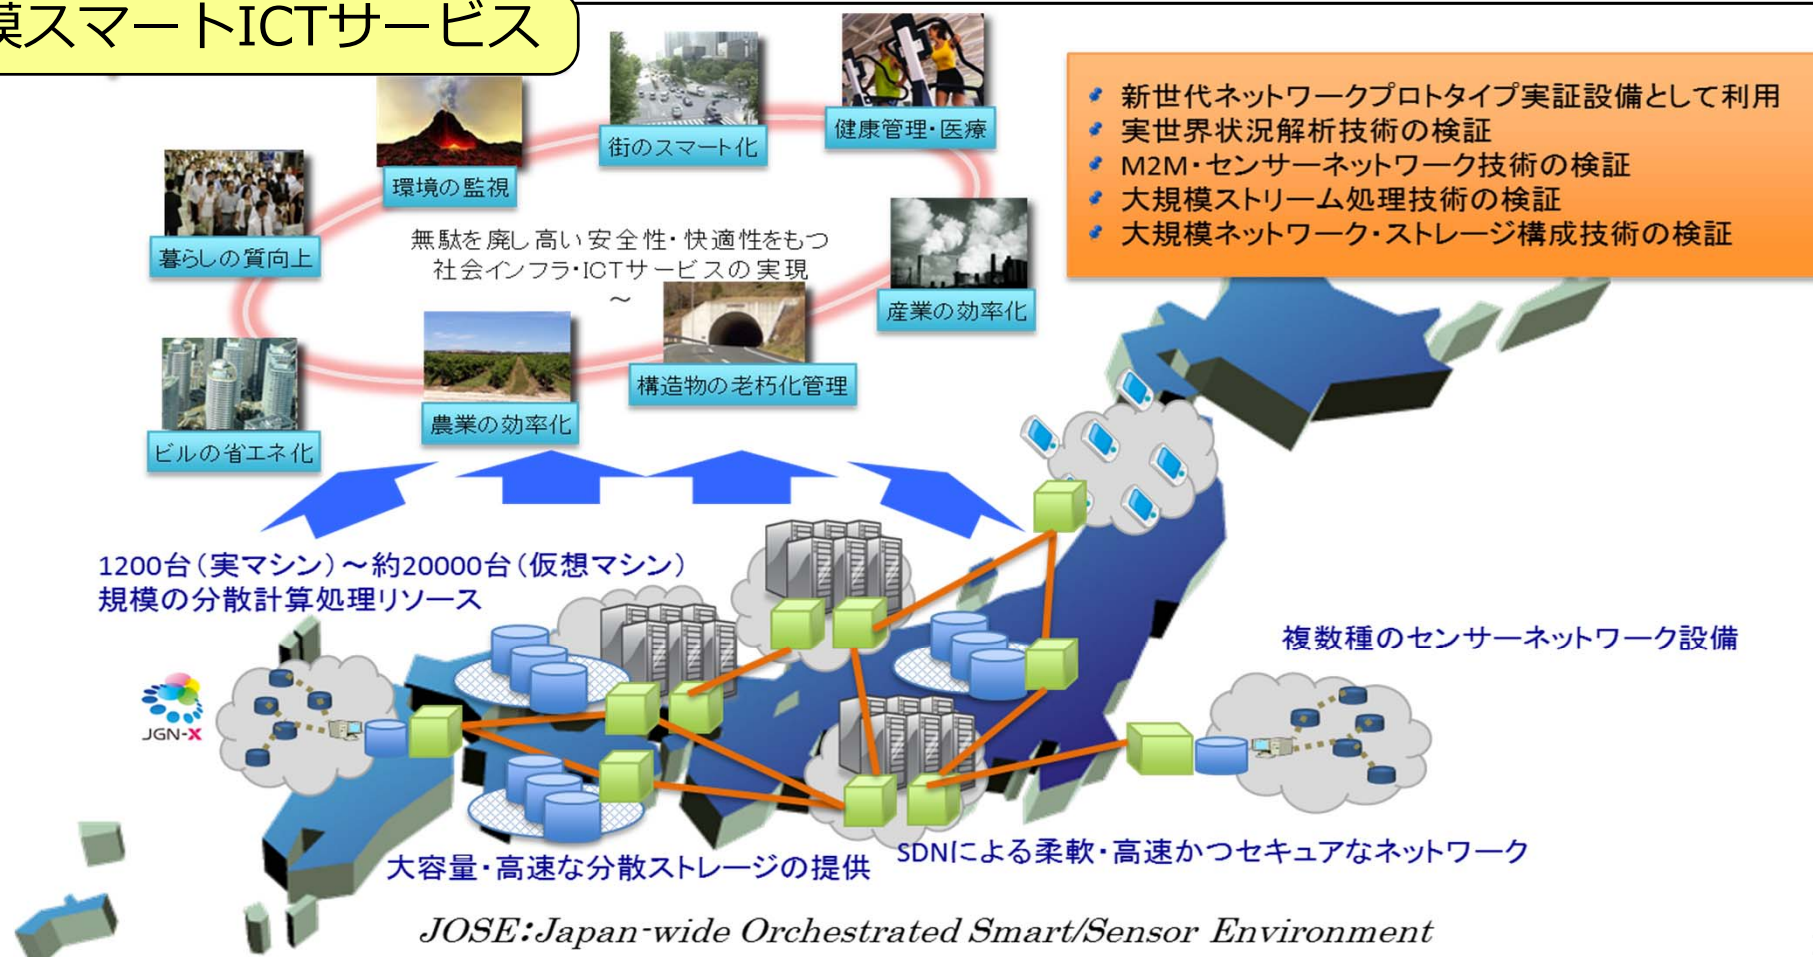 模スマートICTサービス
新世代ネットワークプロトタイプ実証設備として利用
実世界状況解析技術の検証
M2M・センサーネットワーク技術の検証
大規模ストリーム処理技術の検証
大規模ネットワーク・ストレージ構成技術の検証
健康管理・医療
街のスマート化
環境の監視
暮らしの質向上
無駄を廃し高い安全性・快適性をもつ
社会インフラ・ICTサービスの実現
～
産業の効率化
構造物の老朽化管理
農業の効率化
ビルの省エネ化
1200台(実マシン)～約20000台(仮想マシン)
規模の分散計算処理リソース
複数種のセンサーネットワーク設備
JGN-X
大容量・高速な分散ストレージの提供
SDNによる柔軟・高速かつセキュアなネットワーク
JOSE:Japan-wide Orchestrated Smart/Sensor Environment